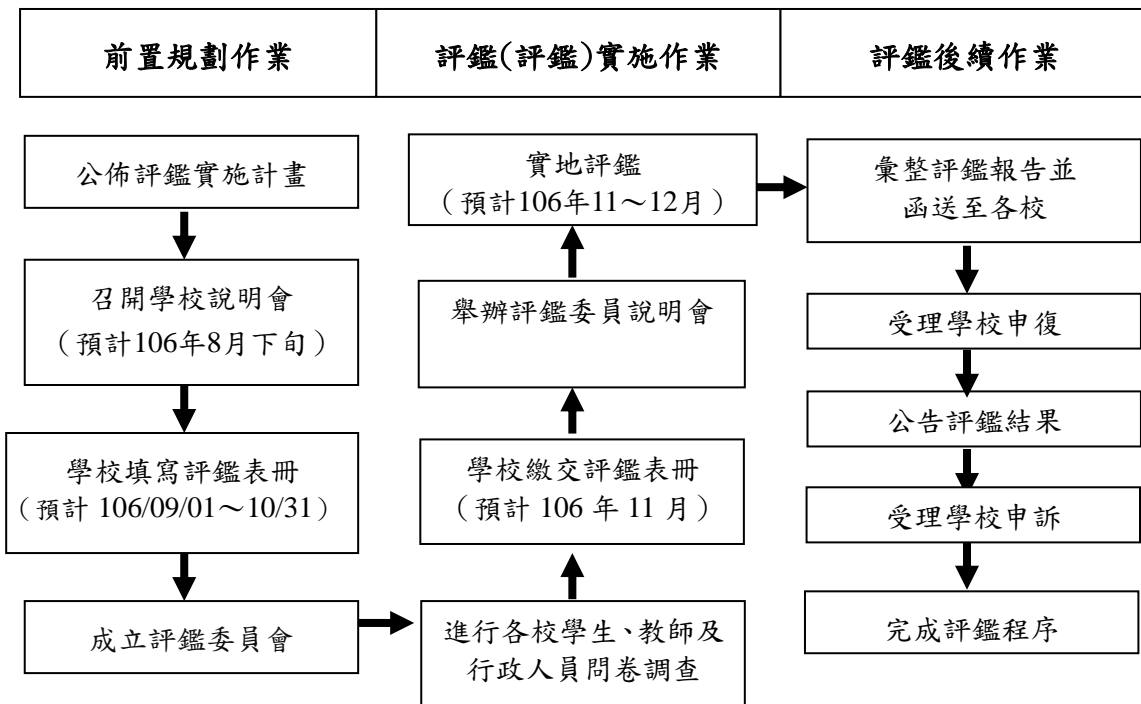 前置規劃作業
評鑑(評鑑)實施作業
評鑑後續作業
公佈評鑑實施計畫
召開學校說明會
（預計106年8月下旬）
學校填寫評鑑表冊
（預計 106/09/01～10/31）
成立評鑑委員會
進行各校學生、教師及
行政人員問卷調查
學校繳交評鑑表冊
（預計 106 年 11 月）
舉辦評鑑委員說明會
實地評鑑
（預計106年11～12月）
彙整評鑑報告並
函送至各校
受理學校申復
公告評鑑結果
受理學校申訴
完成評鑑程序